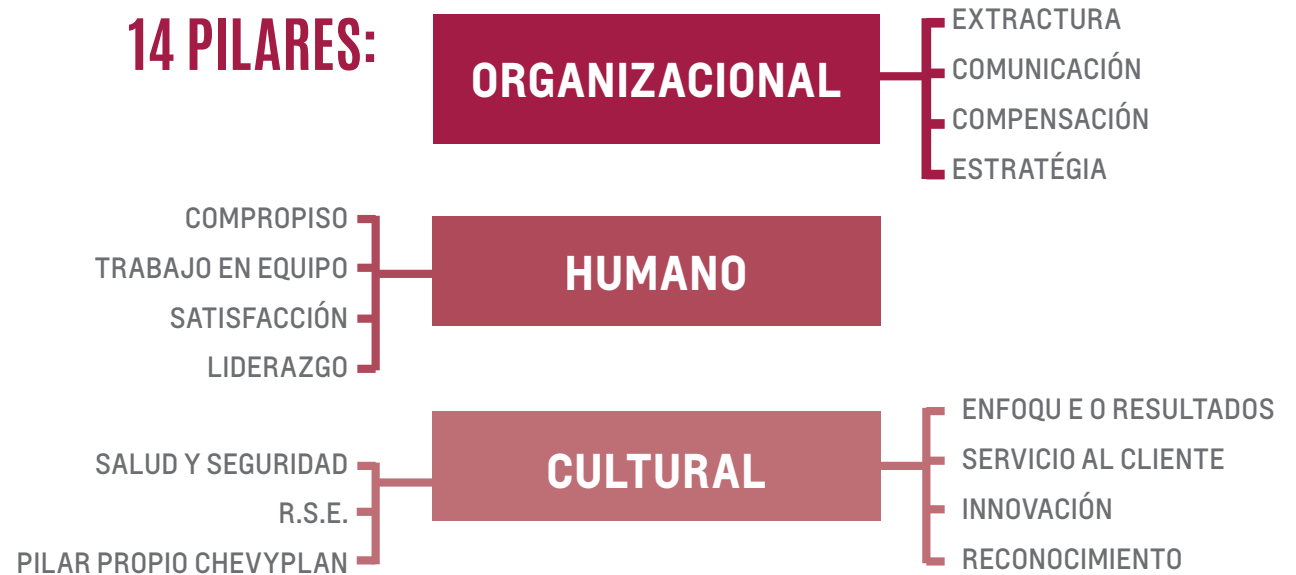 14 PILARES:
ORGANIZACIONAL
EXTRACTURA
COMUNICACIÓN
COMPENSACIÓN
ESTRATÉGIA
HUMANO
COMPROPISO
TRABAJO EN EQUIPO
SATISFACCIÓN
LIDERAZGO
CULTURAL
SALUD Y SEGURIDAD
R.S.E.
PILAR PROPIO CHEVYPLAN
ENFOQU E O RESULTADOS
SERVICIO AL CLIENTE
INNOVACIÓN
RECONOCIMIENTO